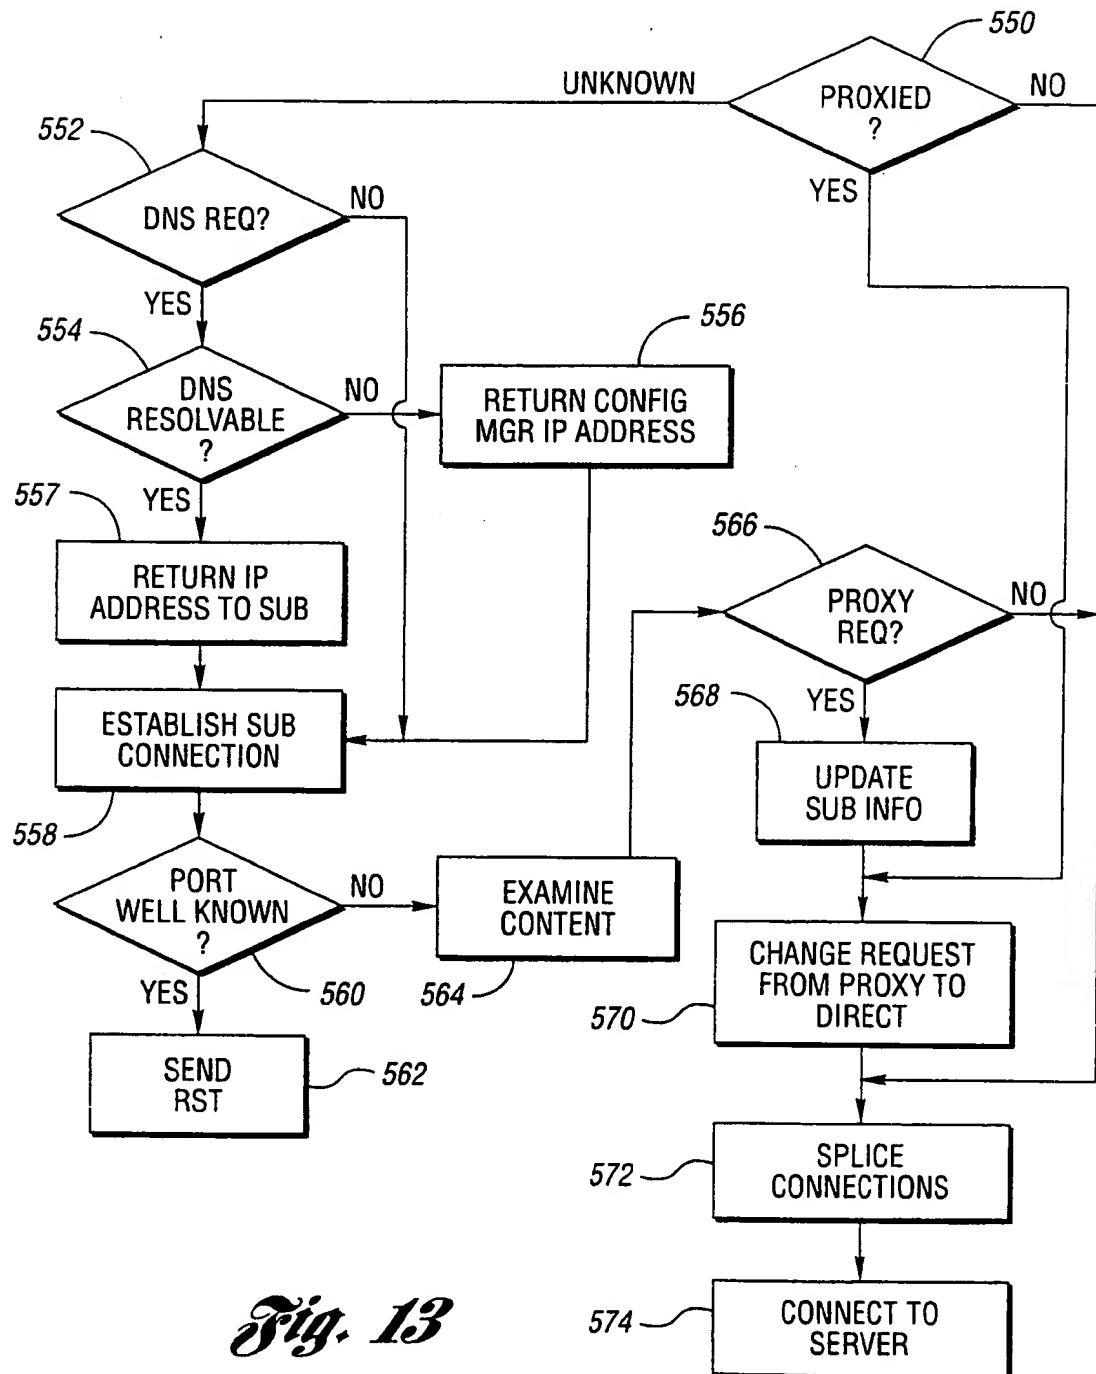 550
PROXIED
?
UNKNOWN
NO
YES
552
DNS REQ?
NO
YES
554
DNS
RESOLVABLE
?
NO
YES
556
RETURN CONFIG
MGR IP ADDRESS
557
RETURN IP
ADDRESS TO SUB
ESTABLISH SUB
CONNECTION
558
PORT
WELL KNOWN
?
NO
YES
560
SEND
RST
562
EXAMINE
CONTENT
564
566
PROXY
REQ?
NO
YES
568
UPDATE
SUB INFO
CHANGE REQUEST
FROM PROXY TO
DIRECT
570
SPLICE
CONNECTIONS
572
CONNECT TO
SERVER
574
Fig. 13